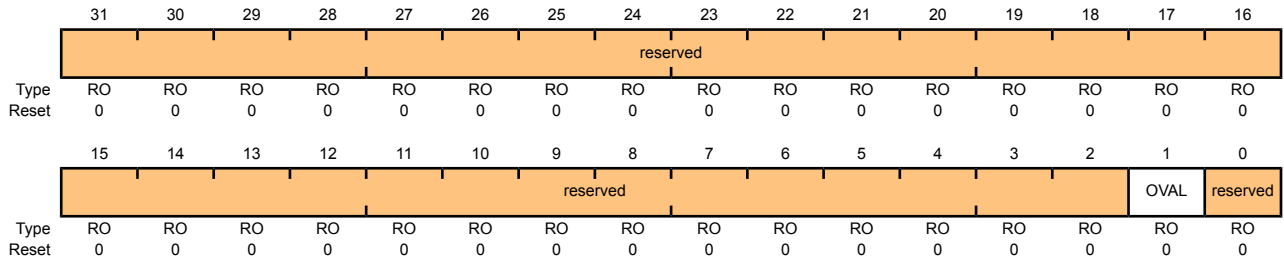 31 30 29 28 27 26 25 24 23 22 21 20 19 18 17 16
reserved
Type RO RO RO RO RO RO RO RO RO RO RO RO RO RO RO RO
Reset 0 0 0 0 0 0 0 0 0 0 0 0 0 0 0 0
15 14 13 12 11 10 9 8 7 6 5 4 3 2 1 0
reserved OVAL reserved
Type RO RO RO RO RO RO RO RO RO RO RO RO RO RO RO RO
Reset 0 0 0 0 0 0 0 0 0 0 0 0 0 0 0 0